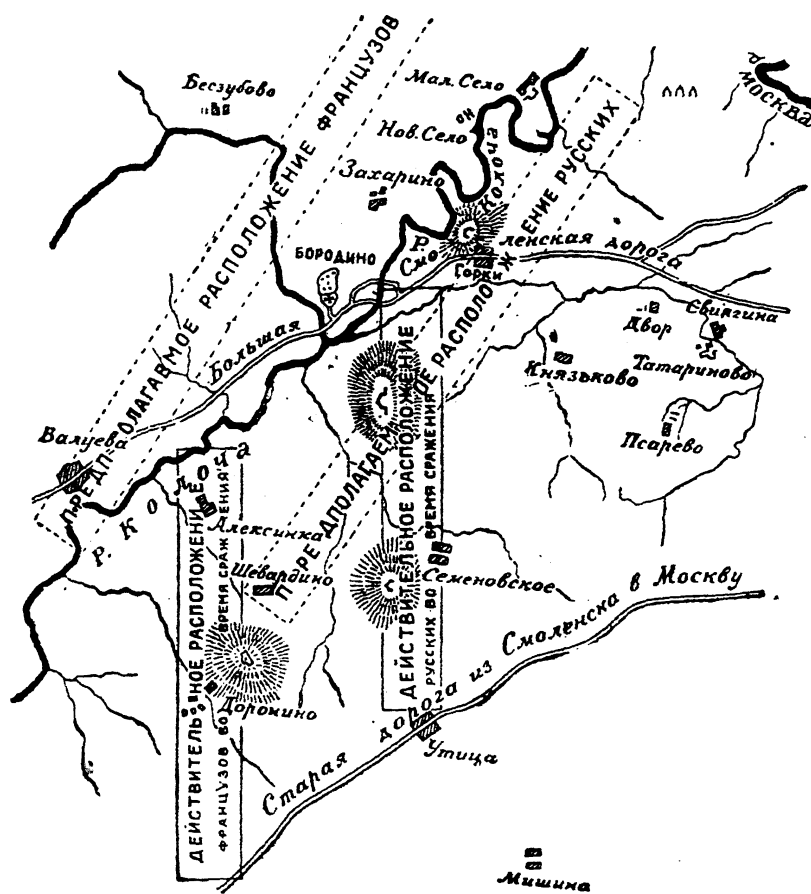 Беззубово
Мал. Село
Р. МОСКВА
Нов. Село
Захарино
ПРЕДПОЛАГАВМОЕ РАСПОЛОЖЕНИЕ ФРАНЦУЗОВ
ПРЕДПОЛАГАЕМОЕ РАСПОЛОЖЕНИЕ РУССКИХ
БОРОДИНО
Р. Колоча
Большая Смоленская дорога
ГОРКИ
Двор
Князьково
Татариново
Псарево
Валуева
Р. Колоча
Алексинка
Шевардино
Семеновское
Доронино
ДЕЙСТВИТЕЛЬНОЕ РАСПОЛОЖЕНИЕ
ФРАНЦУЗОВ ВО ВРЕМЯ СРАЖЕНИЯ
ДЕЙСТВИТЕЛЬНОЕ РАСПОЛОЖЕНИЕ
РУССКИХ ВО ВРЕМЯ СРАЖЕНИЯ
Старая дорога из Смоленска в Москву
Утица
Мишина